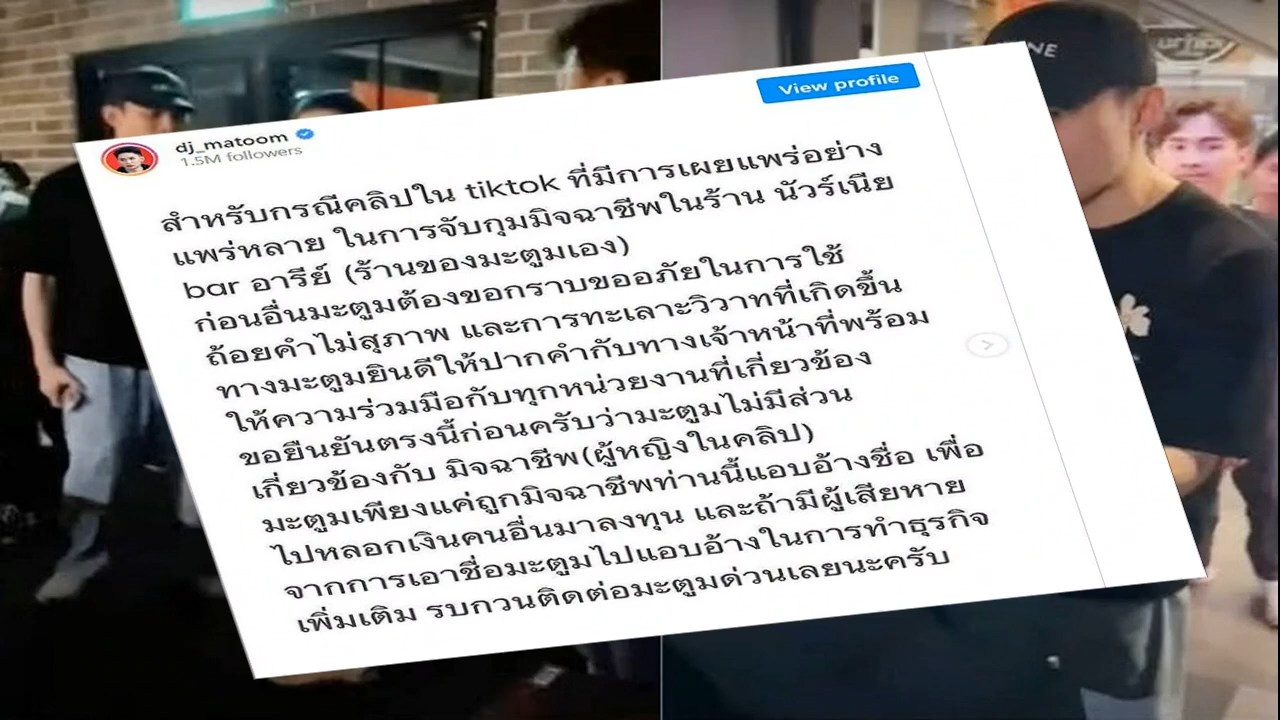 View profile
dj_matoom
1.5M followers
สำหรับกรณีคลิปใน tiktok ที่มีการเผยแพร่อย่าง
แพร่หลาย ในการจับกุมมิจฉาชีพในร้าน นัวร์เนีย
bar อารีย์ (ร้านของมะตูมเอง)
ก่อนอื่นมะตูมต้องขอกราบขออภัยในการใช้
ถ้อยคำไม่สุภาพ และการทะเลาะวิวาทที่เกิดขึ้น
ทางมะตูมยินดีให้ปากคำกับทางเจ้าหน้าที่พร้อม
ให้ความร่วมมือกับทุกหน่วยงานที่เกี่ยวข้อง
ขอยืนยันตรงนี้ก่อนครับว่ามะตูมไม่มีส่วน
เกี่ยวข้องกับ มิจฉาชีพ(ผู้หญิงในคลิป)
มะตูมเพียงแค่ถูกมิจฉาชีพท่านนี้แอบอ้างชื่อ เพื่อ
ไปหลอกเงินคนอื่นมาลงทุน และถ้ามีผู้เสียหาย
จากการเอาชื่อมะตูมไปแอบอ้างในการทำธุรกิจ
เพิ่มเติม รบกวนติดต่อมะตูมด่วนเลยนะครับ